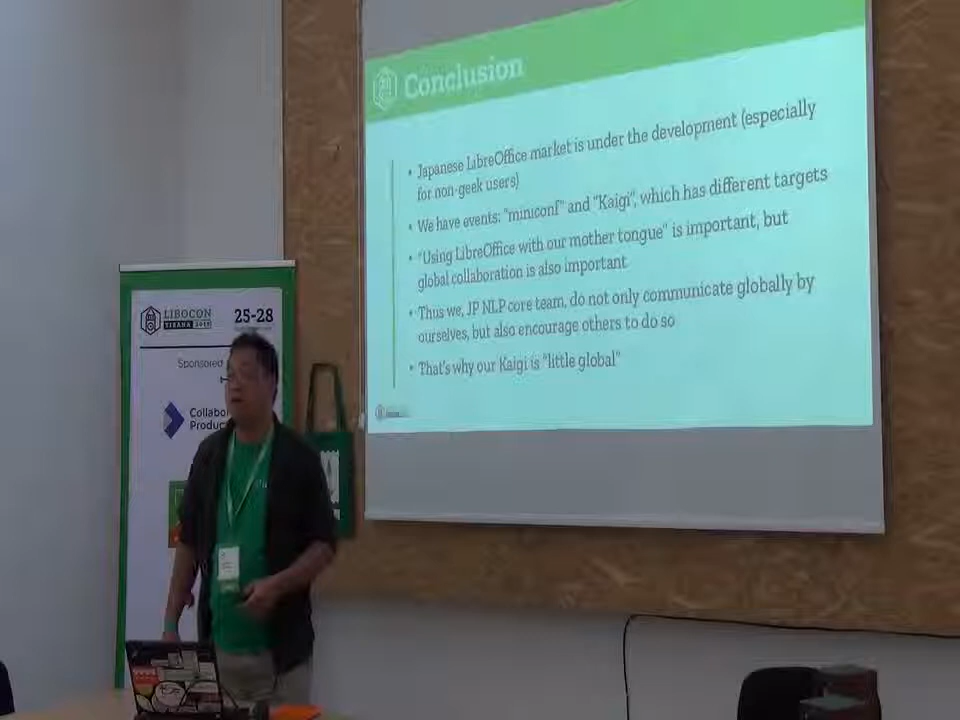 Conclusion
• Japanese LibreOffice market is under the development (especially
for non-geek users)
• We have events: "miniconf" and "Kaigi", which has different targets
• "Using LibreOffice with our mother tongue" is important, but
global collaboration is also important
• Thus we, JP NLP core team, do not only communicate globally by
ourselves, but also encourage others to do so
• That's why our Kaigi is "little global"
LIBOCON
25-28
TIRANA 2018
Sponsored
Collabo
Produc